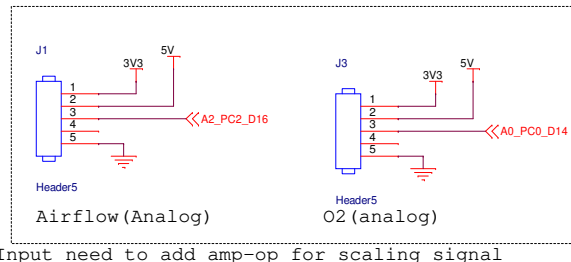 J1
3V3
5V
1
2
3
4
5
A2_PC2_D16
Header5
Airflow(Analog)
J3
3V3
5V
1
2
3
4
5
A0_PC0_D14
Header5
O2(analog)
Input need to add amp-op for scaling signal